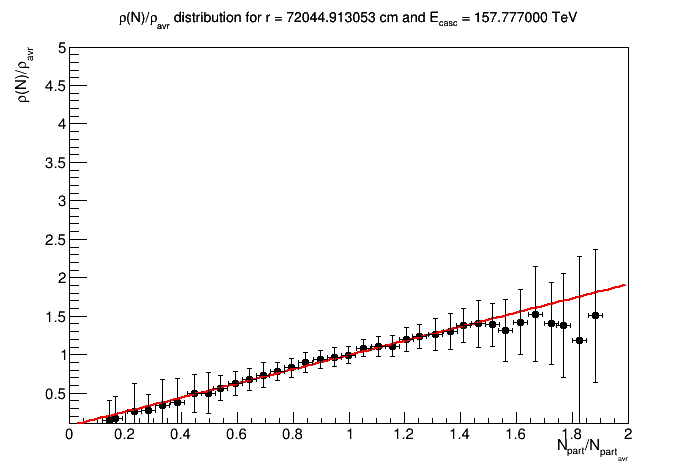 ρ(N)/ρavr distribution for r = 72044.913053 cm and Ecasc = 157.777000 TeV
ρ(N)/ρavr
5
4.5
4
3.5
3
2.5
2
1.5
1
0.5
0 0.2 0.4 0.6 0.8 1 1.2 1.4 1.6 1.8 2
Npart/Npartavr